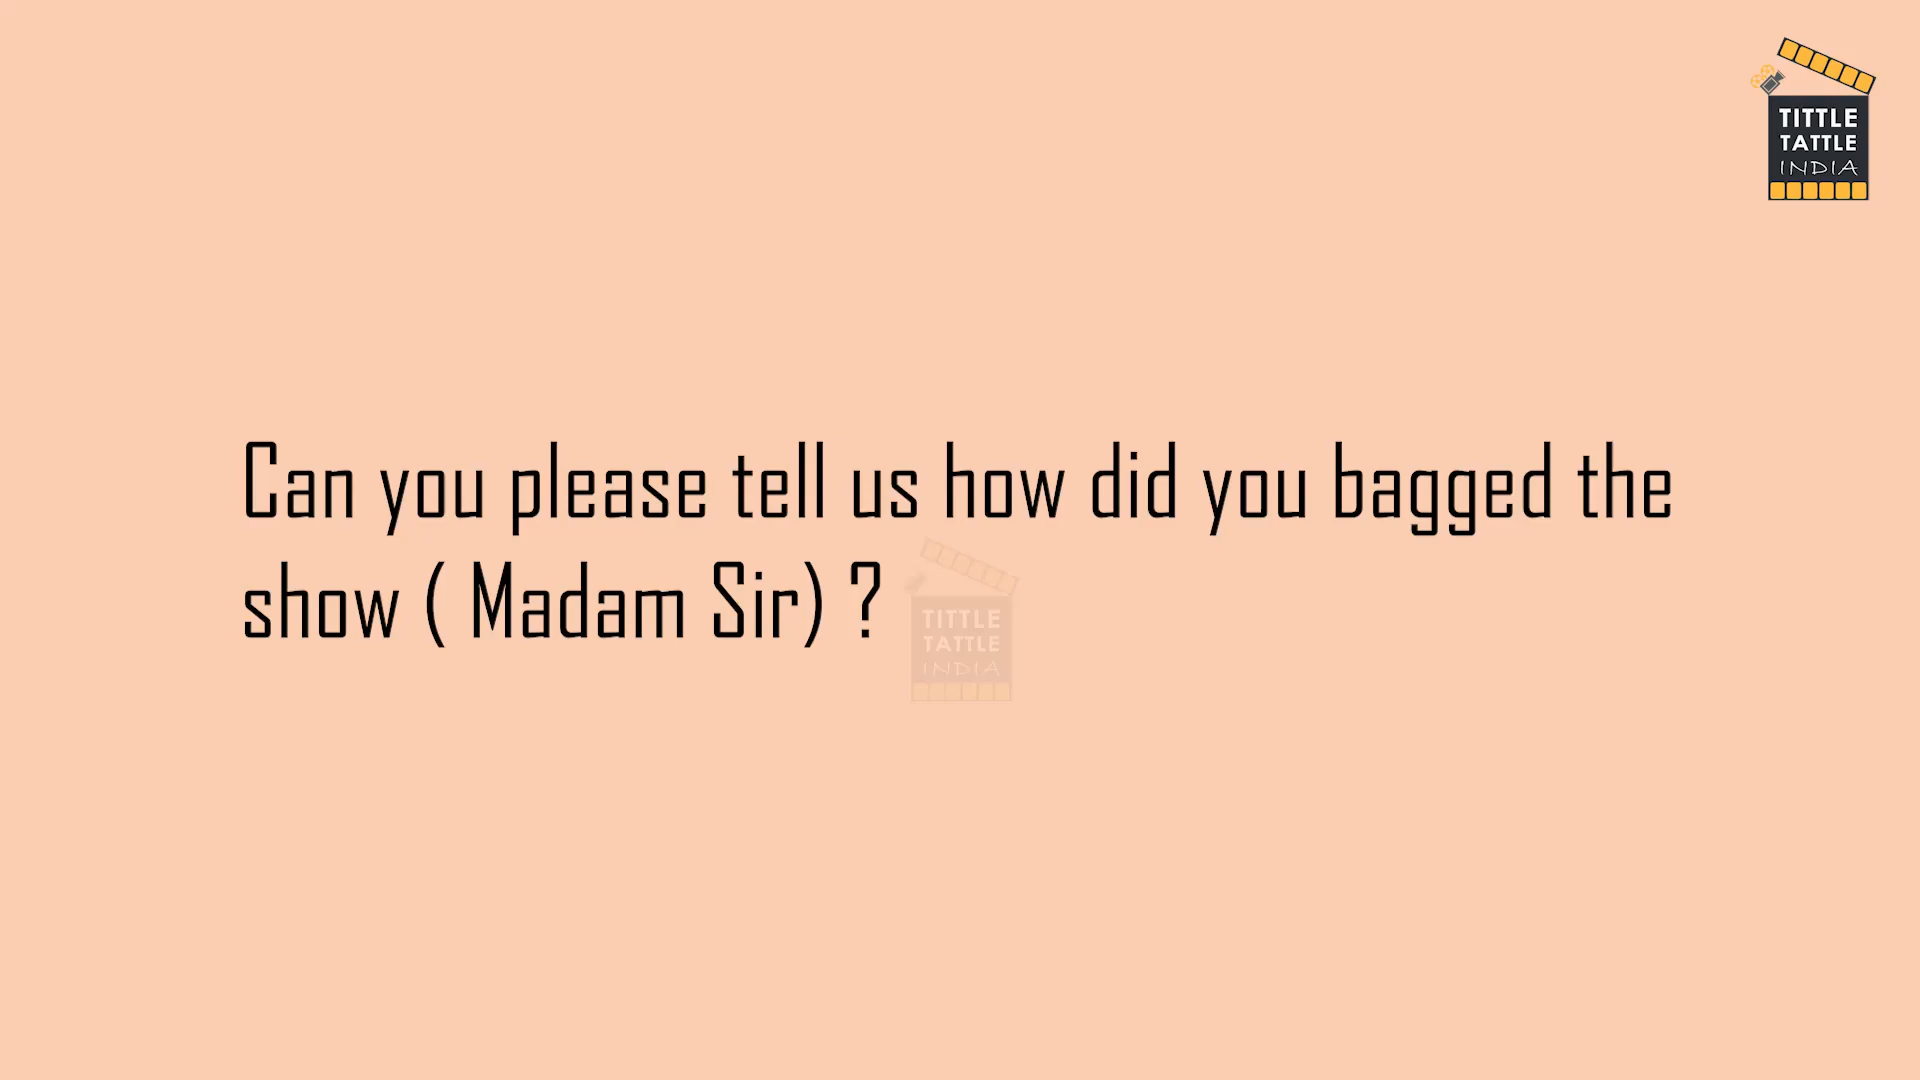 TITTLE
TATTLE
INDIA
Can you please tell us how did you bagged the
show ( Madam Sir) ?
TITTLE
TATTLE
INDIA